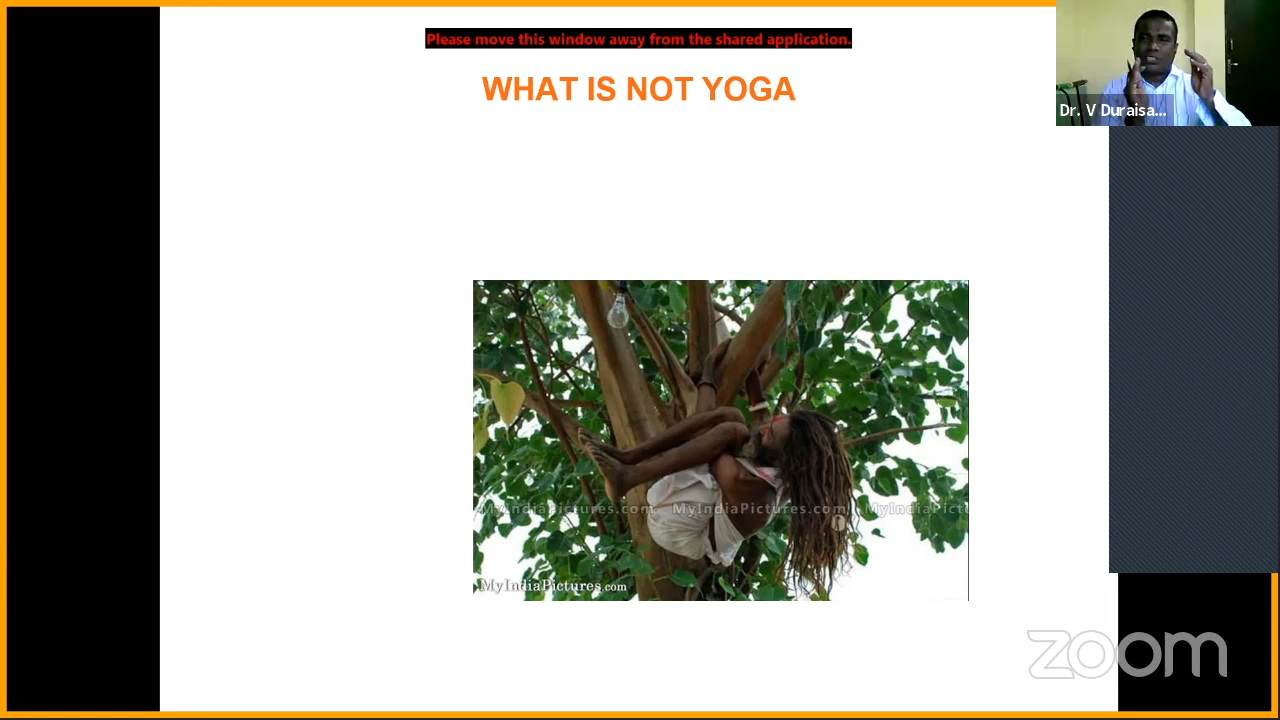 Please move this window away from the shared application.
WHAT IS NOT YOGA
Dr. V Duraisa...
MyIndiaPictures.com MyIndiaPictures.com MyIndiaPict
MyIndiaPictures.com
zoom